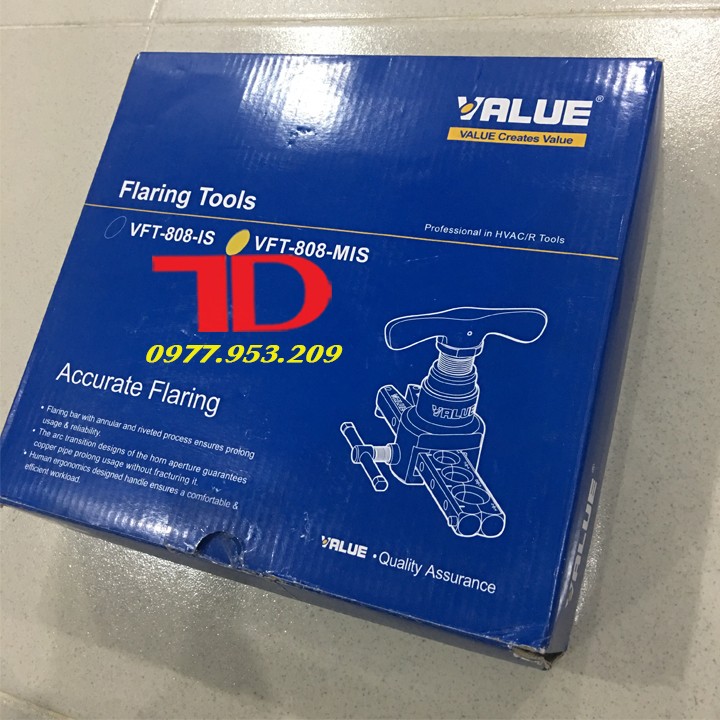 VALUE®
VALUE Creates Value
Flaring Tools
Professional in HVAC/R Tools
VFT-808-IS VFT-808-MIS
TD
0977.953.209
Accurate Flaring
• Flaring bar with annular and riveted process ensures prolong
usage & reliability.
• The arc transition designs of the horn aperture guarantees
copper pipe prolong usage without fracturing it.
• Human ergonomics designed handle ensures a comfortable &
efficient workload.
VALUE
VALUE • Quality Assurance
VALUE